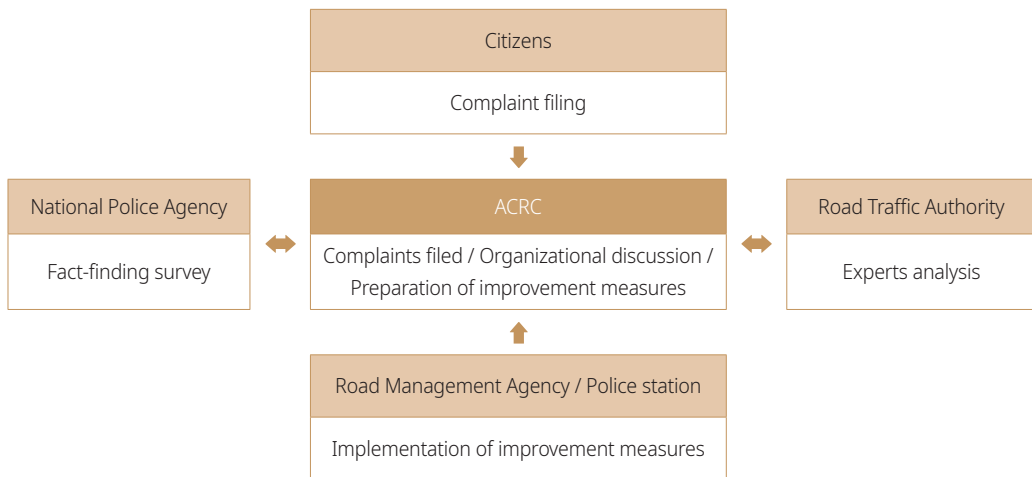 Citizens
Complaint filing
National Police Agency
Fact-finding survey
ACRC
Complaints filed / Organizational discussion /
Preparation of improvement measures
Road Traffic Authority
Experts analysis
Road Management Agency / Police station
Implementation of improvement measures